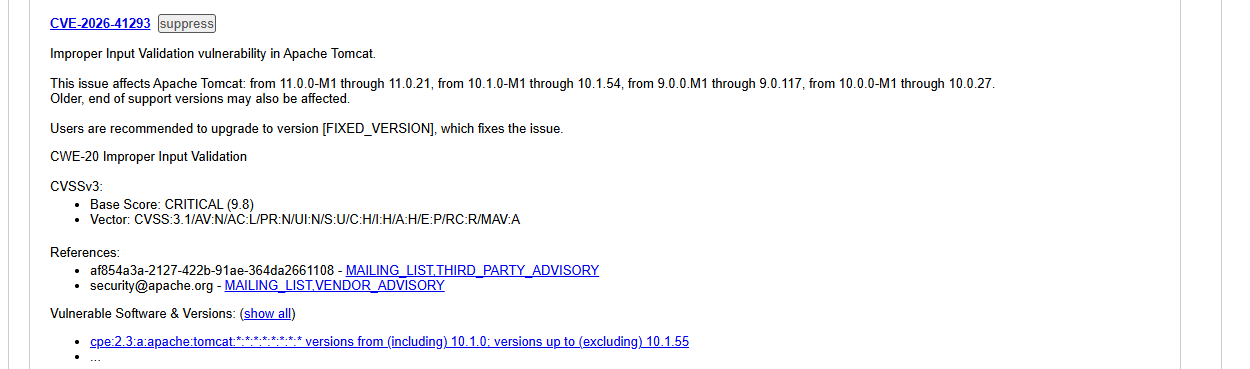 CVE-2026-41293 suppress
Improper Input Validation vulnerability in Apache Tomcat.
This issue affects Apache Tomcat: from 11.0.0-M1 through 11.0.21, from 10.1.0-M1 through 10.1.54, from 9.0.0.M1 through 9.0.117, from 10.0.0-M1 through 10.0.27.
Older, end of support versions may also be affected.
Users are recommended to upgrade to version [FIXED_VERSION], which fixes the issue.
CWE-20 Improper Input Validation
CVSSv3:
• Base Score: CRITICAL (9.8)
• Vector: CVSS:3.1/AV:N/AC:L/PR:N/UI:N/S:U/C:H/I:H/A:H/E:P/RC:R/MAV:A
References:
• af854a3a-2127-422b-91ae-364da2661108 - MAILING_LIST,THIRD_PARTY_ADVISORY
• security@apache.org - MAILING_LIST,VENDOR_ADVISORY
Vulnerable Software & Versions: (show all)
• cpe:2.3:a:apache:tomcat:*:*:*:*:*:*:*:* versions from (including) 10.1.0; versions up to (excluding) 10.1.55
• ...